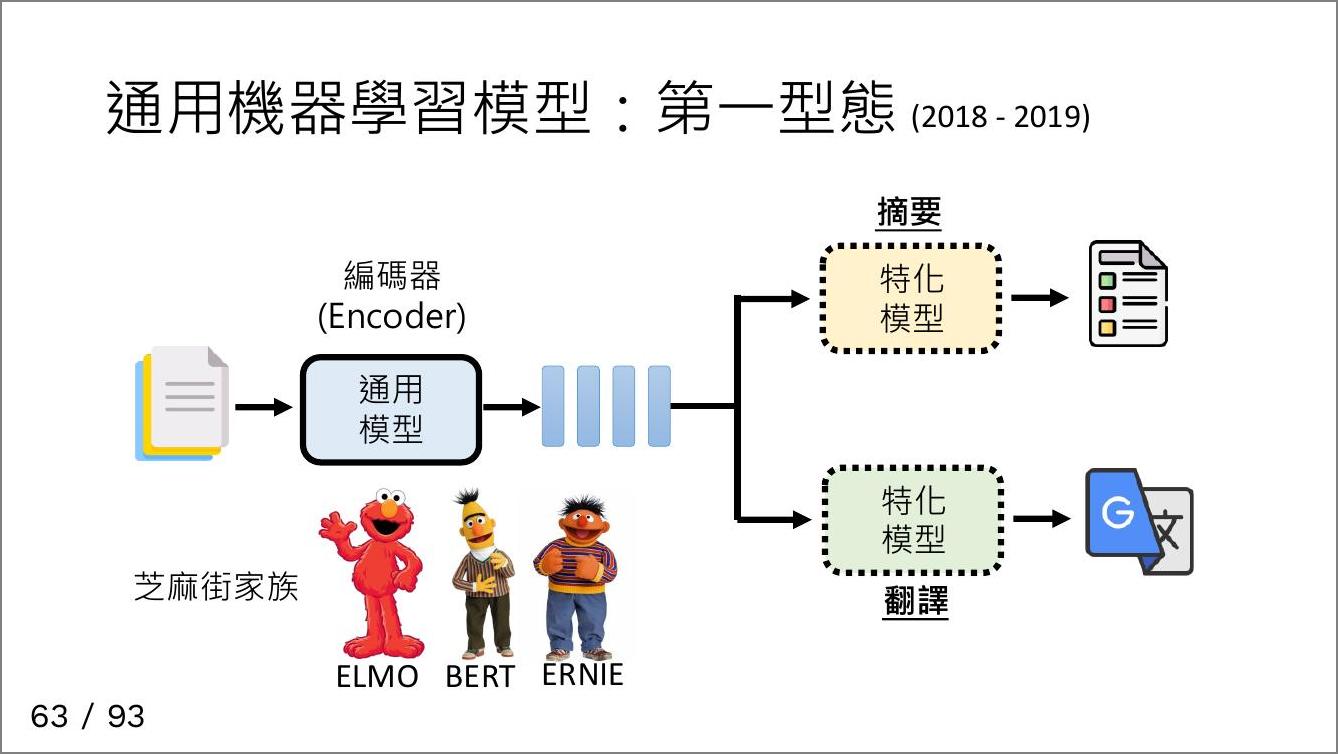 通用機器學習模型：第一型態 (2018 - 2019)
編碼器
(Encoder)
通用
模型
摘要
特化
模型
特化
模型
翻譯
G
文
芝麻街家族
ELMO
BERT
ERNIE
63 / 93